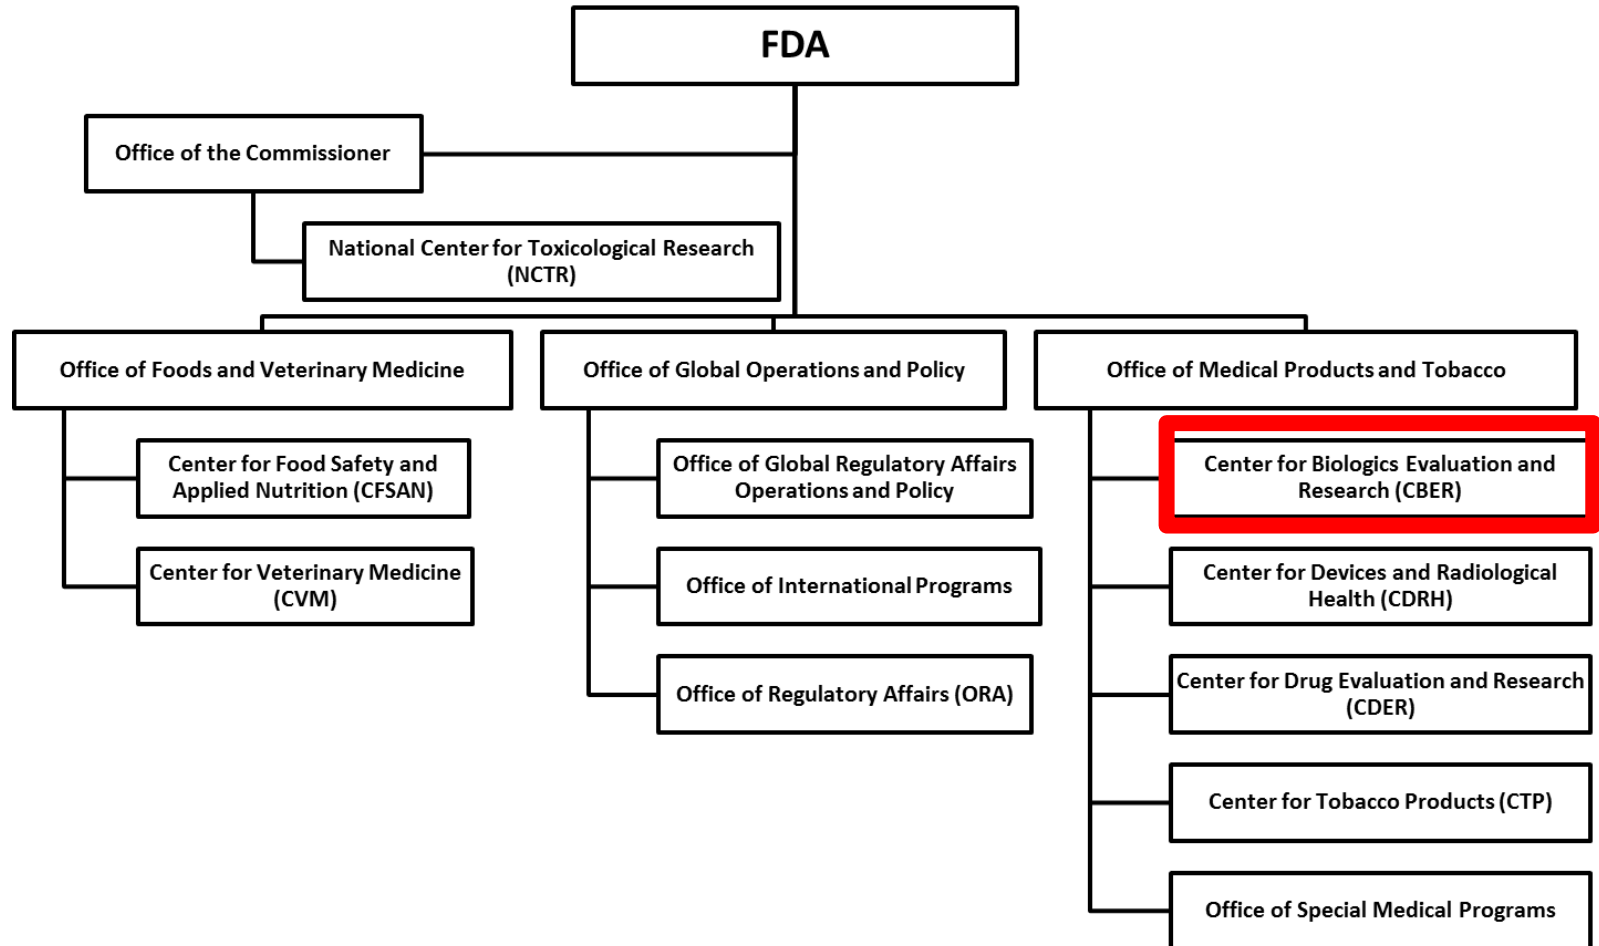 FDA
Office of the Commissioner
National Center for Toxicological Research
(NCTR)
Office of Foods and Veterinary Medicine
Office of Global Operations and Policy
Office of Medical Products and Tobacco
Center for Food Safety and
Applied Nutrition (CFSAN)
Center for Veterinary Medicine
(CVM)
Office of Global Regulatory Affairs
Operations and Policy
Office of International Programs
Office of Regulatory Affairs (ORA)
Center for Biologics Evaluation and
Research (CBER)
Center for Devices and Radiological
Health (CDRH)
Center for Drug Evaluation and Research
(CDER)
Center for Tobacco Products (CTP)
Office of Special Medical Programs